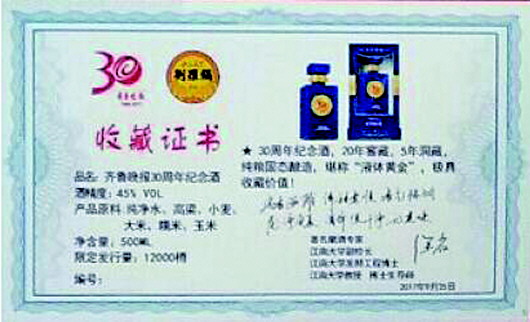 30
收藏证书
品名：齐鲁晚报30周年纪念酒
酒精度：45% VOL
产品原料：纯净水、高粱、小麦、
大米、糯米、玉米
净含量：500ML
限定发行量：12000樽
编号：
★ 30周年纪念酒，20年窖藏，5年洞藏，
纯粮固态酿造，堪称“液体黄金”，极具
收藏价值！
著名酿酒专家
江南大学副校长
江南大学发酵工程博士
江南大学教授 博士生导师
2017年9月25日